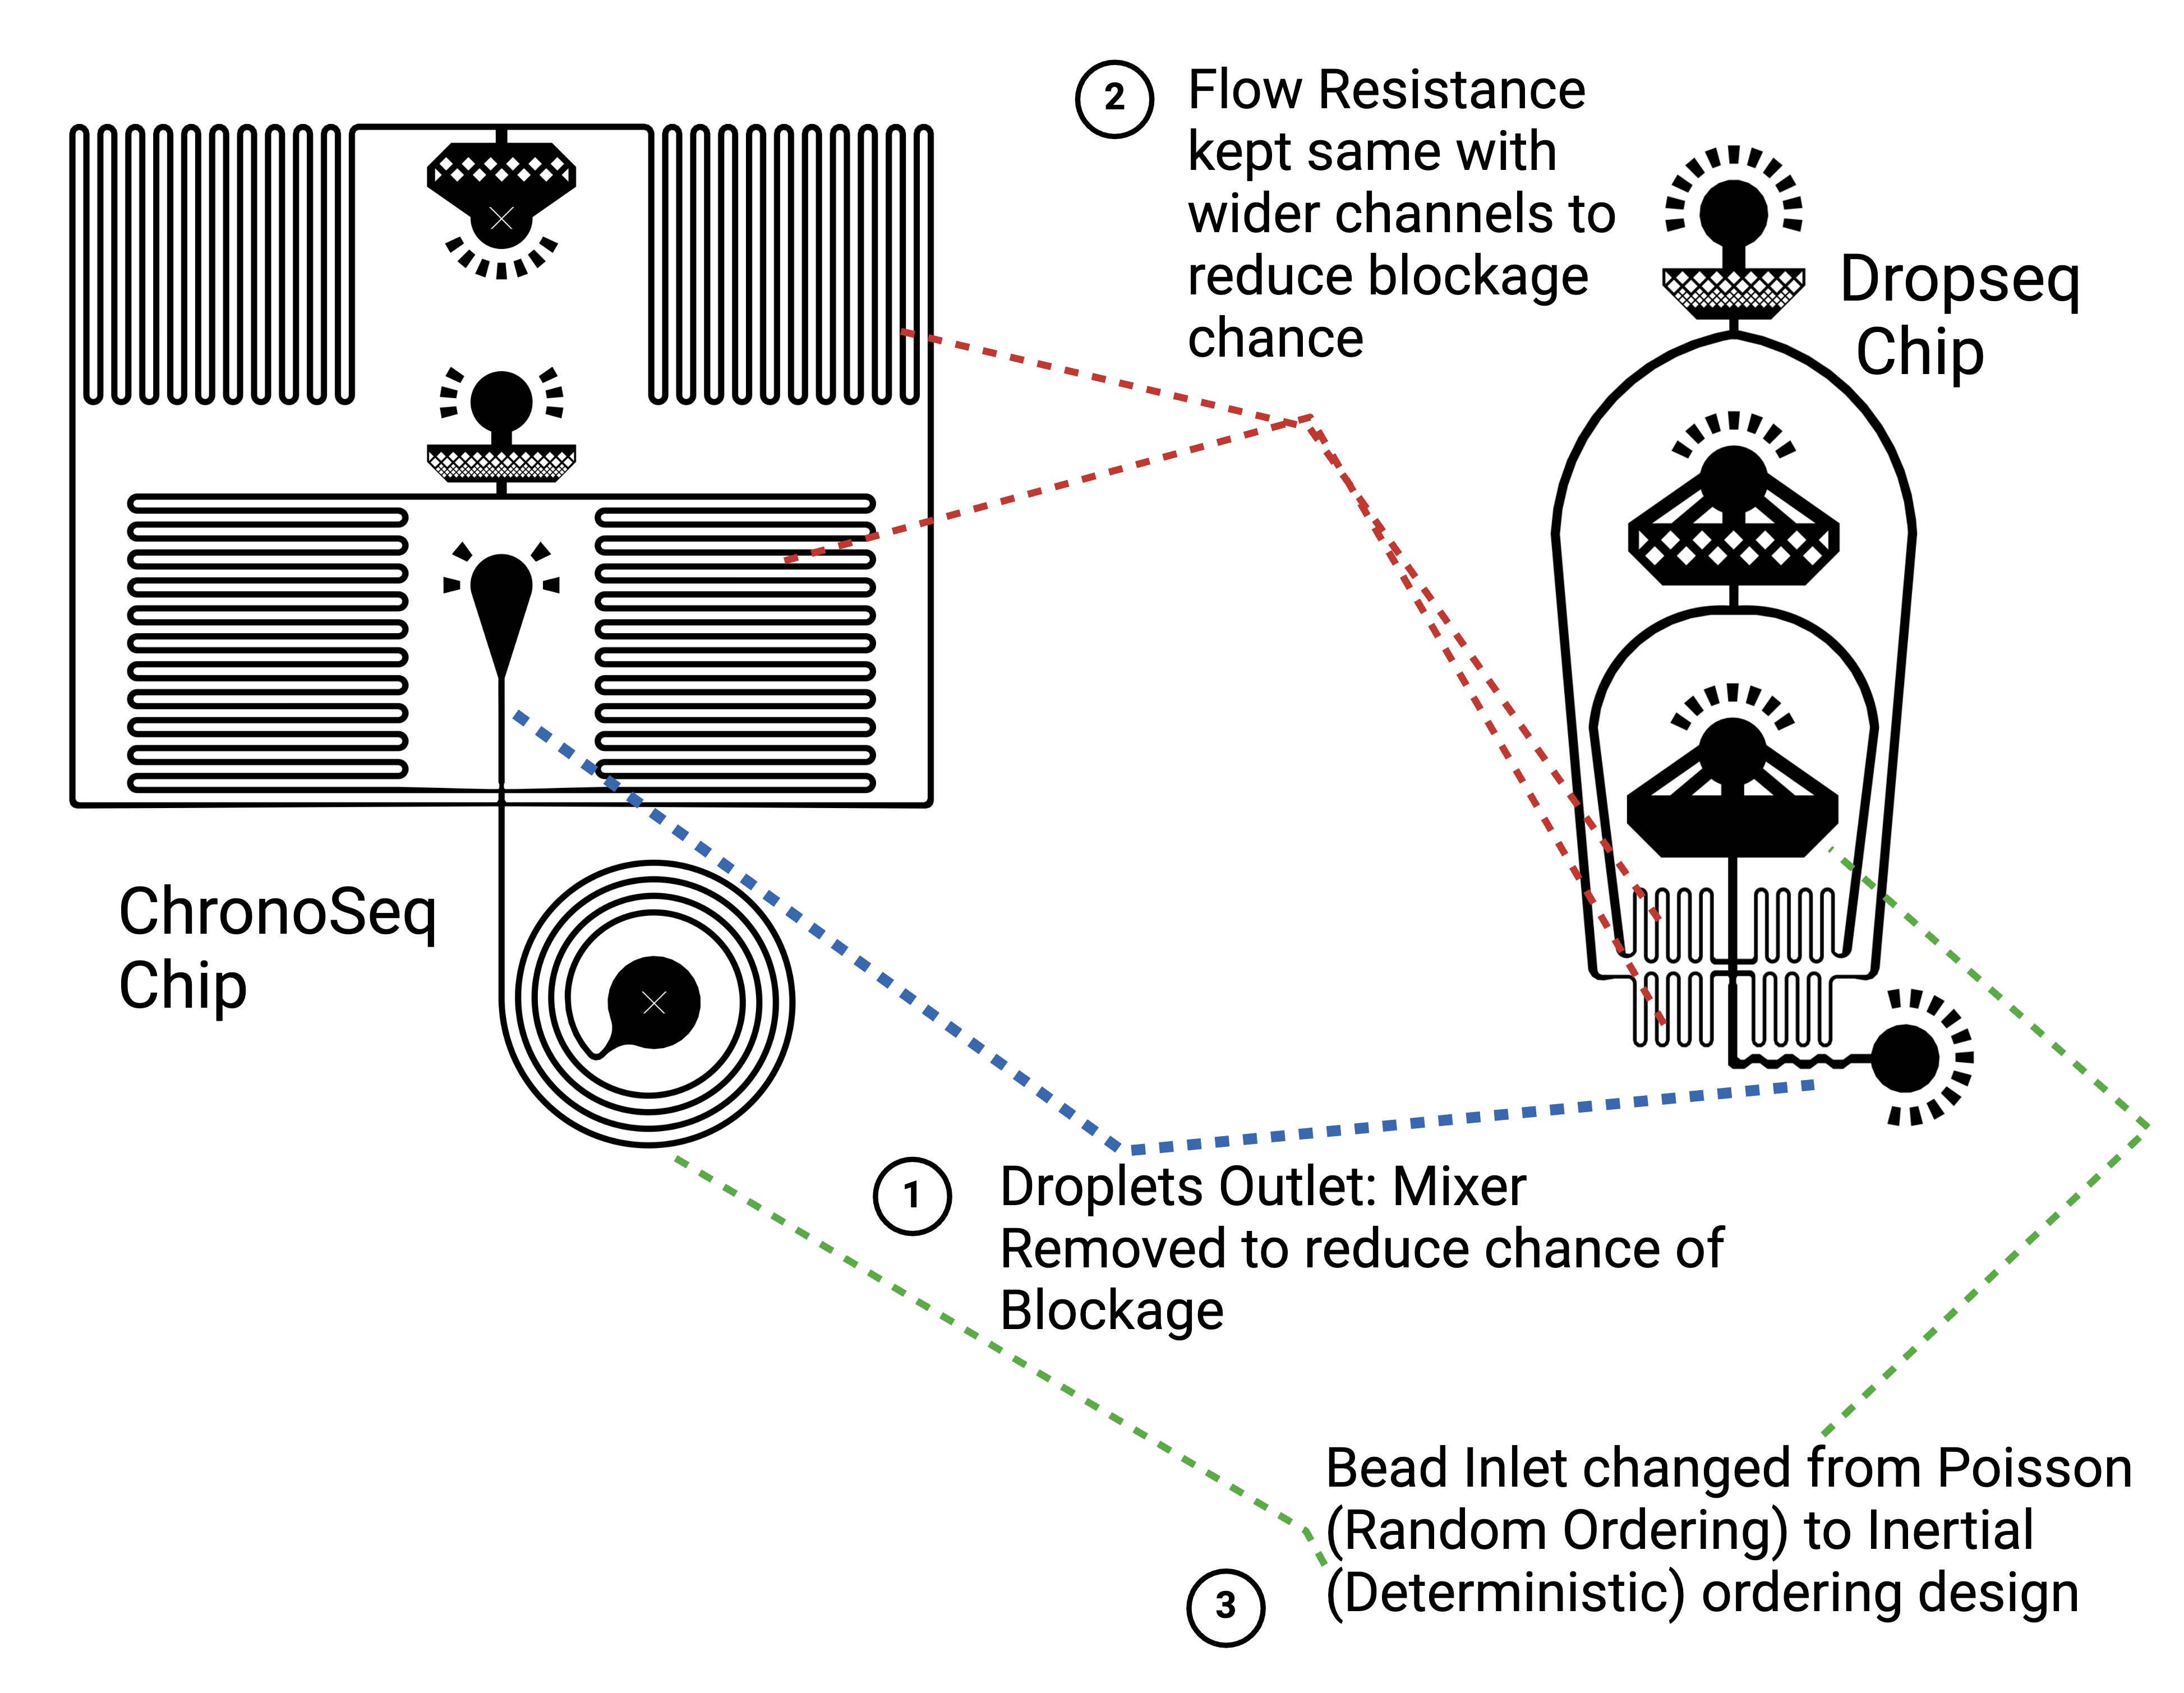 2
Flow Resistance
kept same with
wider channels to
reduce blockage
chance
Dropseq
Chip
ChronoSeq
Chip
1
Droplets Outlet: Mixer
Removed to reduce chance of
Blockage
Bead Inlet changed from Poisson
(Random Ordering) to Inertial
(Deterministic) ordering design
3